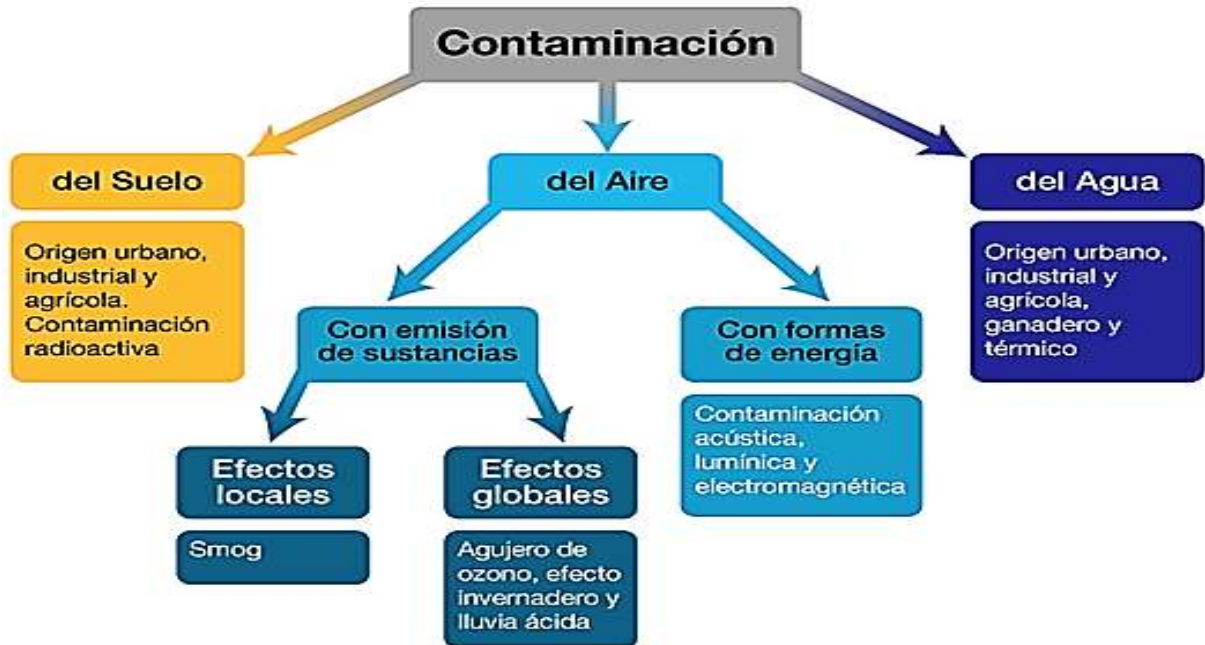 Contaminación
del Suelo
Origen urbano,
industrial y
agrícola.
Contaminación
radioactiva
del Aire
Con emisión
de sustancias
Efectos
locales
Smog
Efectos
globales
Agujero de
ozono, efecto
invernadero y
lluvia ácida
Con formas
de energía
Contaminación
acústica,
lumínica y
electromagnética
del Agua
Origen urbano,
industrial y
agrícola,
ganadero y
térmico